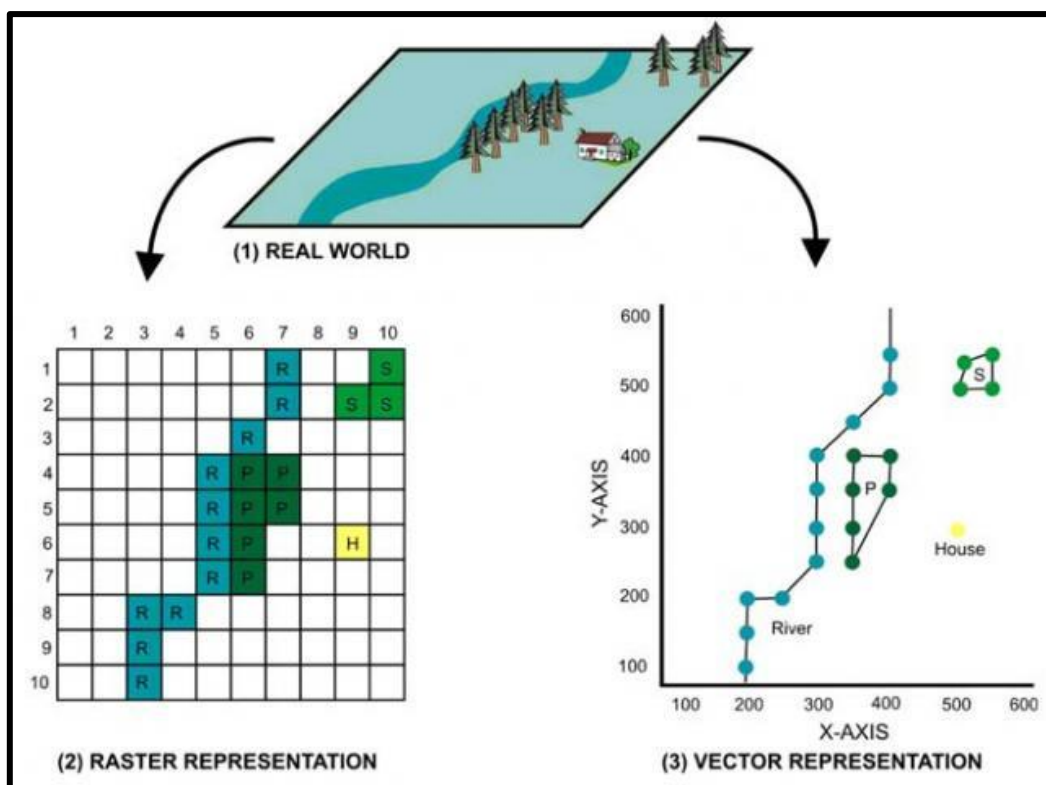 (1) REAL WORLD
1 2 3 4 5 6 7 8 9 10
1 R S
2 R S S
3 R
4 R P P
5 R P P
6 R P H
7 R P
8 R R
9 R
10 R
(2) RASTER REPRESENTATION
600
500
400
300
200
100
Y-AXIS
S
P
House
River
100 200 300 400 500 600
X-AXIS
(3) VECTOR REPRESENTATION